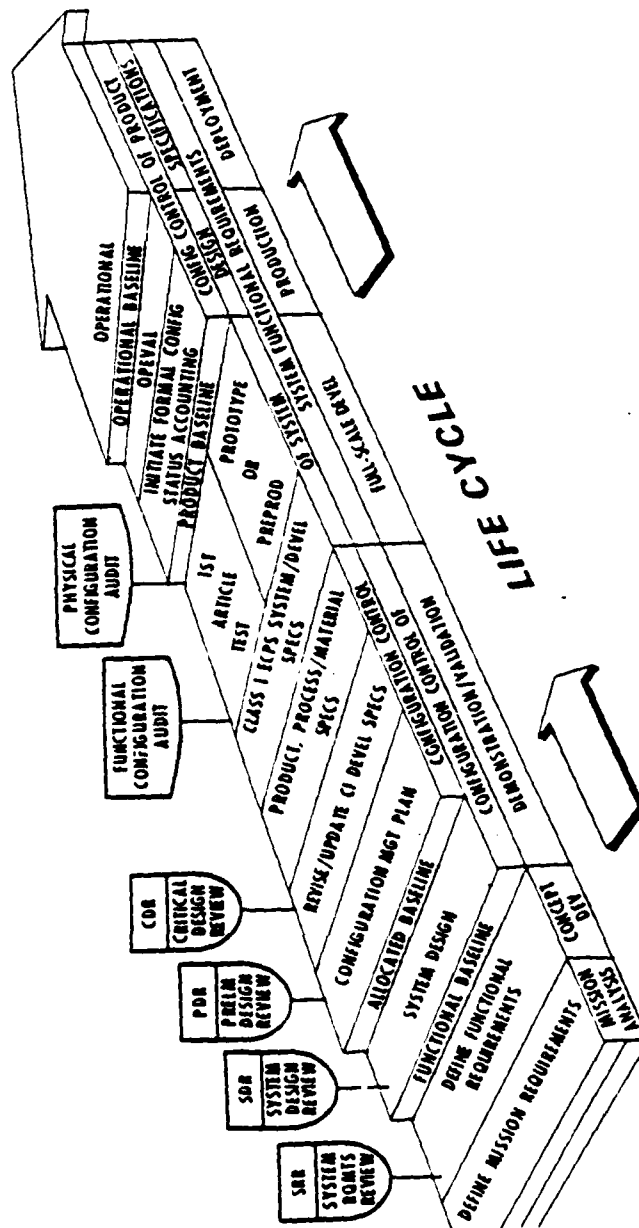 SRR
SYSTEM
RQMTS
REVIEW
SDR
SYSTEM
DESIGN
REVIEW
PDR
PRELM
DESIGN
REVIEW
CDR
CRITICAL
DESIGN
REVIEW
FUNCTIONAL
CONFIGURATION
AUDIT
PHYSICAL
CONFIGURATION
AUDIT
DEFINE MISSION REQUIREMENTS
DEFINE FUNCTIONAL
REQUIREMENTS
FUNCTIONAL BASELINE
SYSTEM DESIGN
ALLOCATED BASELINE
CONFIGURATION MGT PLAN
REVISE/UPDATE CI DEVEL SPECS
PRODUCT, PROCESS/MATERIAL
SPECS
CLASS I ECPS SYSTEM/DEVEL
SPECS
1ST
ARTICLE
TEST
PROTOTYPE
OR
PREPROD
PRODUCT BASELINE
INITIATE FORMAL CONFIG
STATUS ACCOUNTING
OPEVAL
OPERATIONAL BASELINE
OPERATIONAL
CONFIG CONTROL OF PRODUCT
SPECIFICATIONS
CONFIGURATION CONTROL
OF SYSTEM
DESIGN
CONFIGURATION CONTROL OF
SYSTEM FUNCTIONAL REQUIREMENTS
MISSION
ANALYSIS
CONCEPT
DEV
DEMONSTRATION/VALIDATION
FULL-SCALE DEVEL
PRODUCTION
DEPLOYMENT
LIFE CYCLE